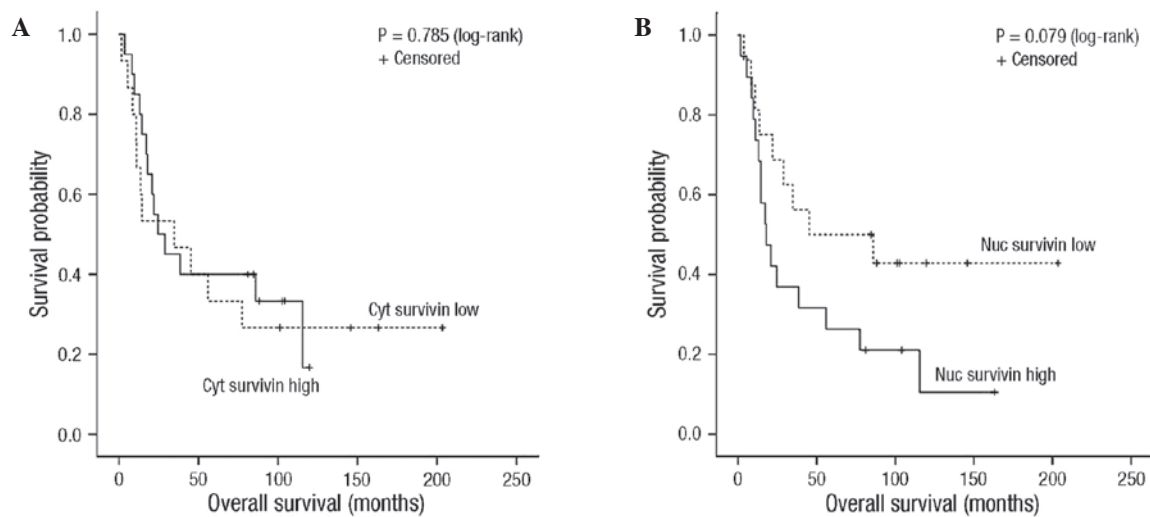 A
P = 0.785 (log-rank)
+ Censored
Survival probability
1.0
0.8
0.6
0.4
0.2
0.0
Cyt survivin low
Cyt survivin high
0 50 100 150 200 250
Overall survival (months)
B
P = 0.079 (log-rank)
+ Censored
Survival probability
1.0
0.8
0.6
0.4
0.2
0.0
Nuc survivin low
Nuc survivin high
0 50 100 150 200 250
Overall survival (months)